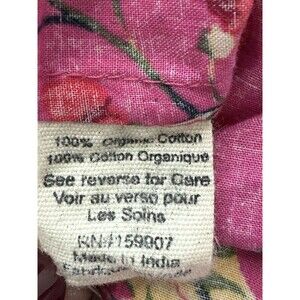 100% Organic Cotton
100% Cotton Organique
See reverse for Care
Voir au verso pour
Les Soins
RN#159907
Made in India